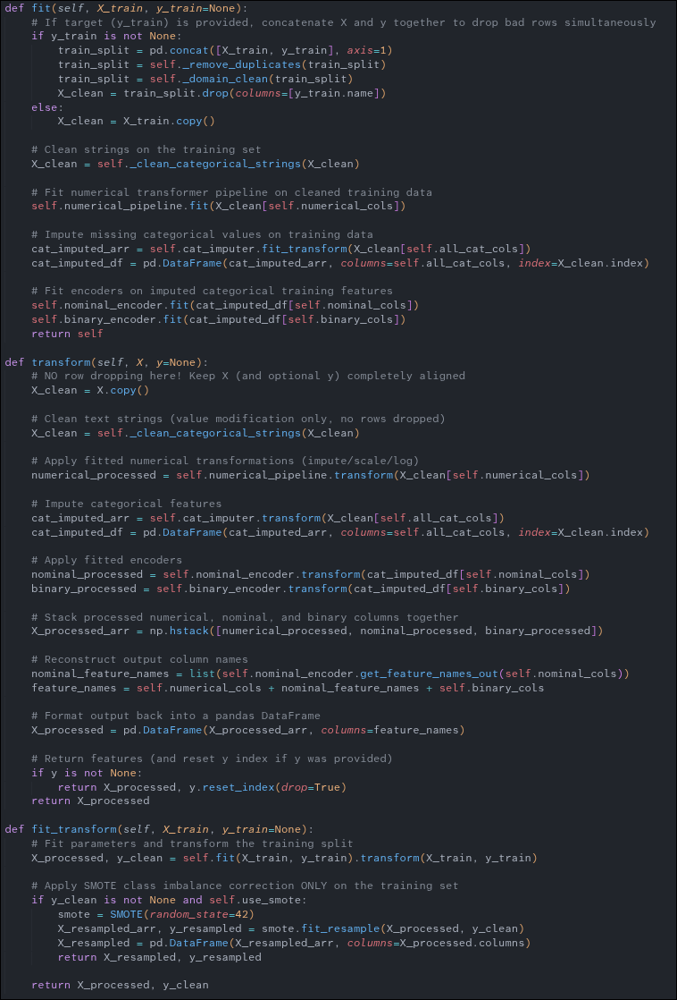 def fit(self, X_train, y_train=None):
    # If target (y_train) is provided, concatenate X and y together to drop bad rows simultaneously
    if y_train is not None:
        train_split = pd.concat([X_train, y_train], axis=1)
        train_split = self._remove_duplicates(train_split)
        train_split = self._domain_clean(train_split)
        X_clean = train_split.drop(columns=[y_train.name])
    else:
        X_clean = X_train.copy()

    # Clean strings on the training set
    X_clean = self._clean_categorical_strings(X_clean)

    # Fit numerical transformer pipeline on cleaned training data
    self.numerical_pipeline.fit(X_clean[self.numerical_cols])

    # Impute missing categorical values on training data
    cat_imputed_arr = self.cat_imputer.fit_transform(X_clean[self.all_cat_cols])
    cat_imputed_df = pd.DataFrame(cat_imputed_arr, columns=self.all_cat_cols, index=X_clean.index)

    # Fit encoders on imputed categorical training features
    self.nominal_encoder.fit(cat_imputed_df[self.nominal_cols])
    self.binary_encoder.fit(cat_imputed_df[self.binary_cols])
    return self

def transform(self, X, y=None):
    # NO row dropping here! Keep X (and optional y) completely aligned
    X_clean = X.copy()

    # Clean text strings (value modification only, no rows dropped)
    X_clean = self._clean_categorical_strings(X_clean)

    # Apply fitted numerical transformations (impute/scale/log)
    numerical_processed = self.numerical_pipeline.transform(X_clean[self.numerical_cols])

    # Impute categorical features
    cat_imputed_arr = self.cat_imputer.transform(X_clean[self.all_cat_cols])
    cat_imputed_df = pd.DataFrame(cat_imputed_arr, columns=self.all_cat_cols, index=X_clean.index)

    # Apply fitted encoders
    nominal_processed = self.nominal_encoder.transform(cat_imputed_df[self.nominal_cols])
    binary_processed = self.binary_encoder.transform(cat_imputed_df[self.binary_cols])

    # Stack processed numerical, nominal, and binary columns together
    X_processed_arr = np.hstack([numerical_processed, nominal_processed, binary_processed])

    # Reconstruct output column names
    nominal_feature_names = list(self.nominal_encoder.get_feature_names_out(self.nominal_cols))
    feature_names = self.numerical_cols + nominal_feature_names + self.binary_cols

    # Format output back into a pandas DataFrame
    X_processed = pd.DataFrame(X_processed_arr, columns=feature_names)

    # Return features (and reset y index if y was provided)
    if y is not None:
        return X_processed, y.reset_index(drop=True)
    return X_processed

def fit_transform(self, X_train, y_train=None):
    # Fit parameters and transform the training split
    X_processed, y_clean = self.fit(X_train, y_train).transform(X_train, y_train)

    # Apply SMOTE class imbalance correction ONLY on the training set
    if y_clean is not None and self.use_smote:
        smote = SMOTE(random_state=42)
        X_resampled_arr, y_resampled = smote.fit_resample(X_processed, y_clean)
        X_resampled = pd.DataFrame(X_resampled_arr, columns=X_processed.columns)
        return X_resampled, y_resampled

    return X_processed, y_clean